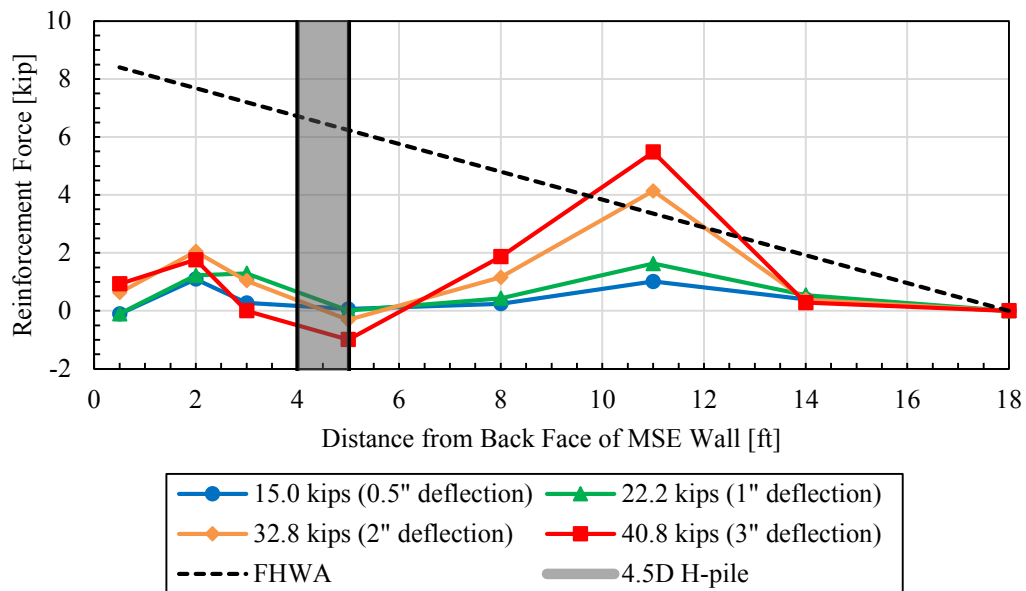 10
8
6
4
2
0
-2
Reinforcement Force [kip]
0 2 4 6 8 10 12 14 16 18
Distance from Back Face of MSE Wall [ft]
15.0 kips (0.5" deflection) 22.2 kips (1" deflection)
32.8 kips (2" deflection) 40.8 kips (3" deflection)
FHWA 4.5D H-pile